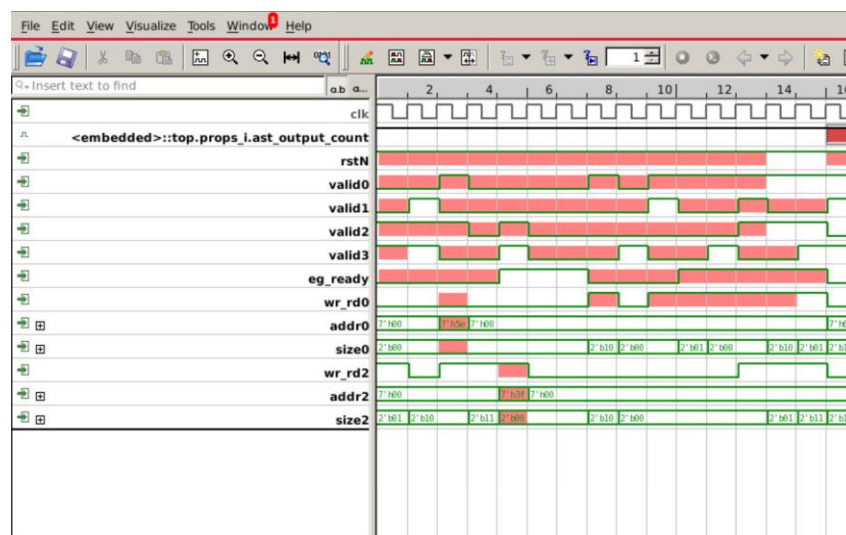 File Edit View Visualize Tools Window 1 Help
1
Insert text to find a.b a...
2 4 6 8 10 12 14
clk
<embedded>::top.props_i.ast_output_count
rstN
valid0
valid1
valid2
valid3
eg_ready
wr_rd0
addr0 7'h00 7'h5e 7'h00
size0 2'b00 2'b10 2'b00 2'b01 2'b00 2'b10 2'b01
wr_rd2
addr2 7'h00 7'h3f 7'h00
size2 2'b01 2'b10 2'b11 2'b00 2'b10 2'b00 2'b01 2'b11